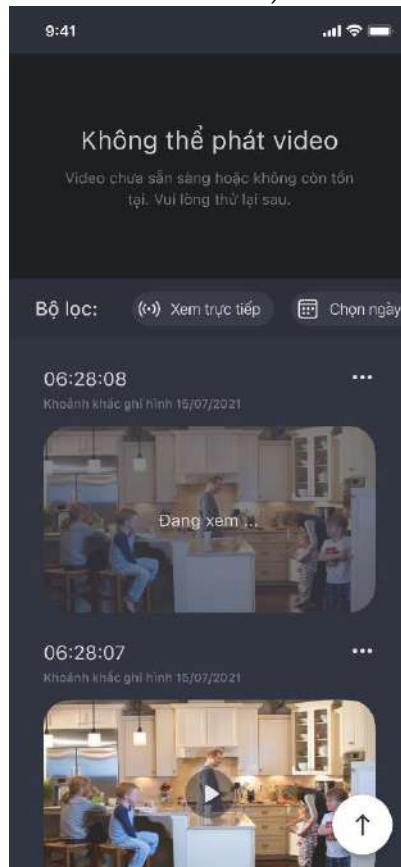 9:41
Không thể phát video
Video chưa sẵn sàng hoặc không còn tồn
tại. Vui lòng thử lại sau.
Bộ lọc:
Xem trực tiếp
Chọn ngày
06:28:08
Khoảnh khắc ghi hình 15/07/2021
Đang xem ...
06:28:07
Khoảnh khắc ghi hình 15/07/2021